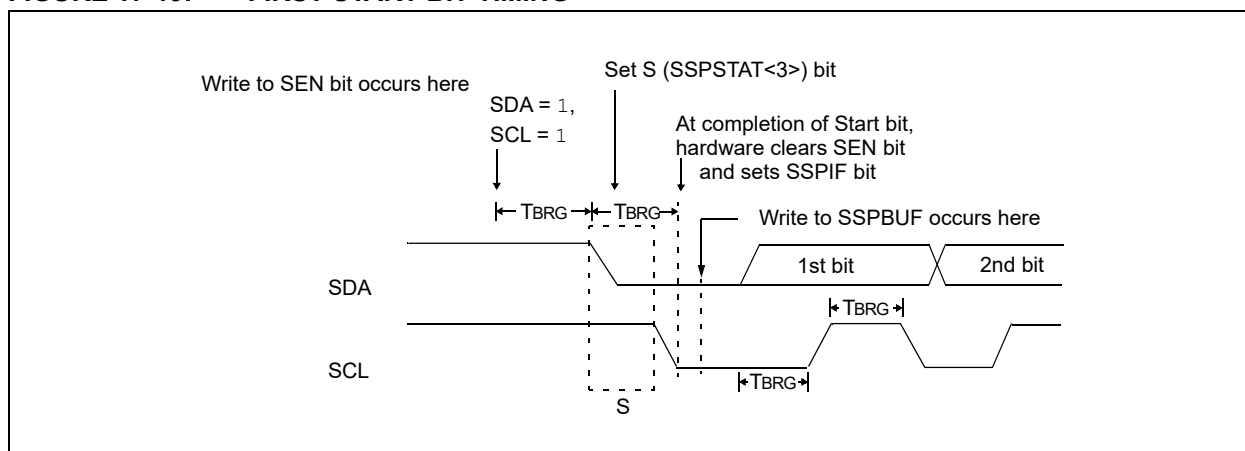 Write to SEN bit occurs here
Set S (SSPSTAT<3>) bit
SDA = 1,
SCL = 1
At completion of Start bit,
hardware clears SEN bit
and sets SSPIF bit
TBRG
TBRG
Write to SSPBUF occurs here
1st bit
2nd bit
SDA
TBRG
SCL
TBRG
S